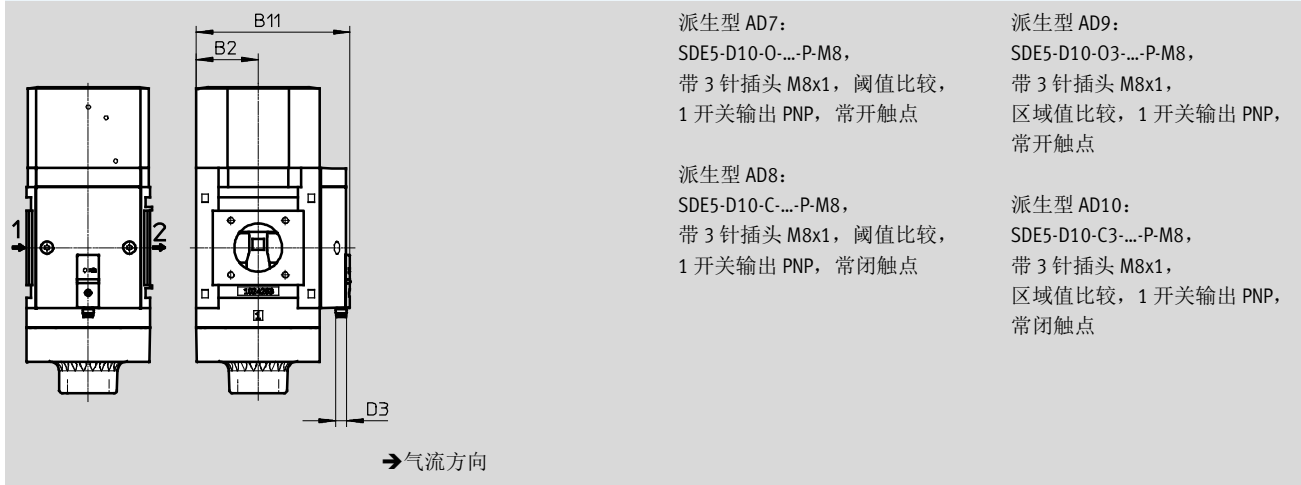 B11
B2
1
2
D3
➔气流方向
派生型 AD7：
SDE5-D10-O-...-P-M8，
带 3 针插头 M8x1，阈值比较，
1 开关输出 PNP，常开触点
派生型 AD8：
SDE5-D10-C-...-P-M8，
带 3 针插头 M8x1，阈值比较，
1 开关输出 PNP，常闭触点
派生型 AD9：
SDE5-D10-O3-...-P-M8，
带 3 针插头 M8x1，
区域值比较，1 开关输出 PNP，
常开触点
派生型 AD10：
SDE5-D10-C3-...-P-M8，
带 3 针插头 M8x1，
区域值比较，1 开关输出 PNP，
常闭触点